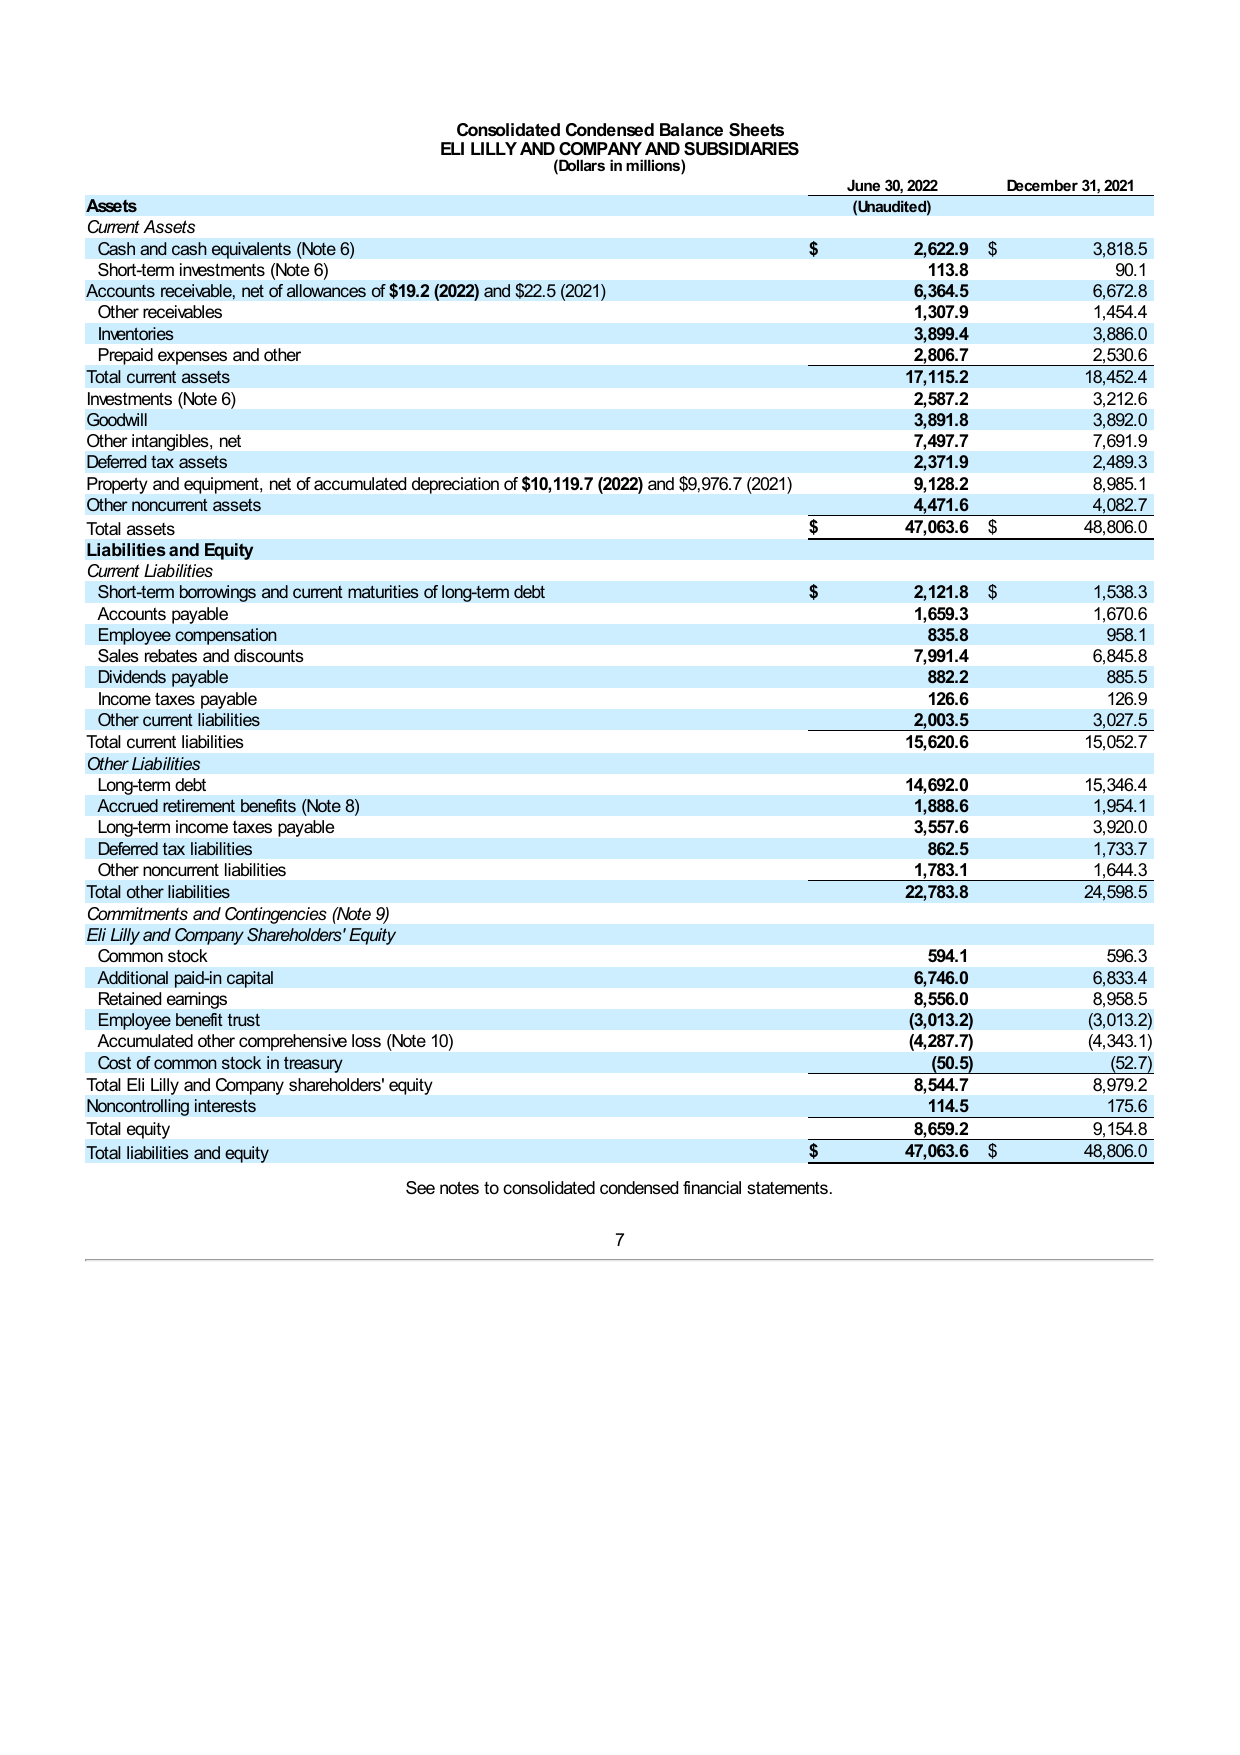 Consolidated Condensed Balance Sheets
ELI LILLY AND COMPANY AND SUBSIDIARIES
(Dollars in millions)
June 30, 2022 December 31, 2021
Assets (Unaudited)
Current Assets
Cash and cash equivalents (Note 6) $ 2,622.9 $ 3,818.5
Short-term investments (Note 6) 113.8 90.1
Accounts receivable, net of allowances of $19.2 (2022) and $22.5 (2021) 6,364.5 6,672.8
Other receivables 1,307.9 1,454.4
Inventories 3,899.4 3,886.0
Prepaid expenses and other 2,806.7 2,530.6
Total current assets 17,115.2 18,452.4
Investments (Note 6) 2,587.2 3,212.6
Goodwill 3,891.8 3,892.0
Other intangibles, net 7,497.7 7,691.9
Deferred tax assets 2,371.9 2,489.3
Property and equipment, net of accumulated depreciation of $10,119.7 (2022) and $9,976.7 (2021) 9,128.2 8,985.1
Other noncurrent assets 4,471.6 4,082.7
Total assets $ 47,063.6 $ 48,806.0
Liabilities and Equity
Current Liabilities
Short-term borrowings and current maturities of long-term debt $ 2,121.8 $ 1,538.3
Accounts payable 1,659.3 1,670.6
Employee compensation 835.8 958.1
Sales rebates and discounts 7,991.4 6,845.8
Dividends payable 882.2 885.5
Income taxes payable 126.6 126.9
Other current liabilities 2,003.5 3,027.5
Total current liabilities 15,620.6 15,052.7
Other Liabilities
Long-term debt 14,692.0 15,346.4
Accrued retirement benefits (Note 8) 1,888.6 1,954.1
Long-term income taxes payable 3,557.6 3,920.0
Deferred tax liabilities 862.5 1,733.7
Other noncurrent liabilities 1,783.1 1,644.3
Total other liabilities 22,783.8 24,598.5
Commitments and Contingencies (Note 9)
Eli Lilly and Company Shareholders' Equity
Common stock 594.1 596.3
Additional paid-in capital 6,746.0 6,833.4
Retained earnings 8,556.0 8,958.5
Employee benefit trust (3,013.2) (3,013.2)
Accumulated other comprehensive loss (Note 10) (4,287.7) (4,343.1)
Cost of common stock in treasury (50.5) (52.7)
Total Eli Lilly and Company shareholders' equity 8,544.7 8,979.2
Noncontrolling interests 114.5 175.6
Total equity 8,659.2 9,154.8
Total liabilities and equity $ 47,063.6 $ 48,806.0
See notes to consolidated condensed financial statements.
7